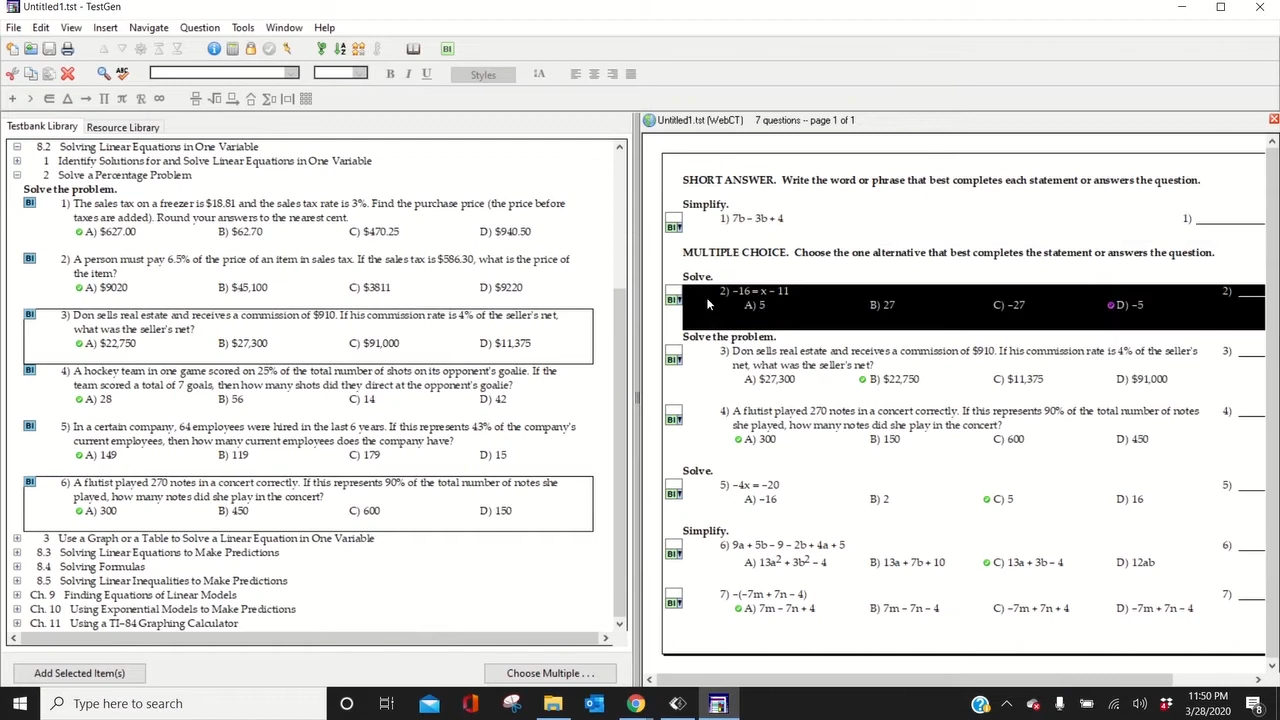 Untitled1.tst - TestGen
File Edit View Insert Navigate Question Tools Window Help
BI
B I U Styles
Testbank Library Resource Library
8.2 Solving Linear Equations in One Variable
1 Identify Solutions for and Solve Linear Equations in One Variable
2 Solve a Percentage Problem
Solve the problem.
BI 1) The sales tax on a freezer is $18.81 and the sales tax rate is 3%. Find the purchase price (the price before
taxes are added). Round your answers to the nearest cent.
A) $627.00 B) $62.70 C) $470.25 D) $940.50
BI 2) A person must pay 6.5% of the price of an item in sales tax. If the sales tax is $586.30, what is the price of
the item?
A) $9020 B) $45,100 C) $3811 D) $9220
BI 3) Don sells real estate and receives a commission of $910. If his commission rate is 4% of the seller's net,
what was the seller's net?
A) $22,750 B) $27,300 C) $91,000 D) $11,375
BI 4) A hockey team in one game scored on 25% of the total number of shots on its opponent's goalie. If the
team scored a total of 7 goals, then how many shots did they direct at the opponent's goalie?
A) 28 B) 56 C) 14 D) 42
BI 5) In a certain company, 64 employees were hired in the last 6 years. If this represents 43% of the company's
current employees, then how many current employees does the company have?
A) 149 B) 119 C) 179 D) 15
BI 6) A flutist played 270 notes in a concert correctly. If this represents 90% of the total number of notes she
played, how many notes did she play in the concert?
A) 300 B) 450 C) 600 D) 150
3 Use a Graph or a Table to Solve a Linear Equation in One Variable
8.3 Solving Linear Equations to Make Predictions
8.4 Solving Formulas
8.5 Solving Linear Inequalities to Make Predictions
Ch. 9 Finding Equations of Linear Models
Ch. 10 Using Exponential Models to Make Predictions
Ch. 11 Using a TI-84 Graphing Calculator
Add Selected Item(s) Choose Multiple . . .
Untitled1.tst (WebCT) 7 questions -- page 1 of 1
SHORT ANSWER. Write the word or phrase that best completes each statement or answers the question.
Simplify.
1) 7b - 3b + 4 1)
BI
MULTIPLE CHOICE. Choose the one alternative that best completes the statement or answers the question.
Solve.
2) -16 = x - 11 2)
BI A) 5 B) 27 C) -27 D) -5
Solve the problem.
3) Don sells real estate and receives a commission of $910. If his commission rate is 4% of the seller's 3)
BI net, what was the seller's net?
A) $27,300 B) $22,750 C) $11,375 D) $91,000
4) A flutist played 270 notes in a concert correctly. If this represents 90% of the total number of notes 4)
BI she played, how many notes did she play in the concert?
A) 300 B) 150 C) 600 D) 450
Solve.
5) -4x = -20 5)
BI A) -16 B) 2 C) 5 D) 16
Simplify.
6) 9a + 5b - 9 - 2b + 4a + 5 6)
BI A) 13a² + 3b² - 4 B) 13a + 7b + 10 C) 13a + 3b - 4 D) 12ab
7) -(-7m + 7n - 4) 7)
BI A) 7m - 7n + 4 B) 7m - 7n - 4 C) -7m + 7n + 4 D) -7m + 7n - 4
Type here to search
11:50 PM
3/28/2020
8